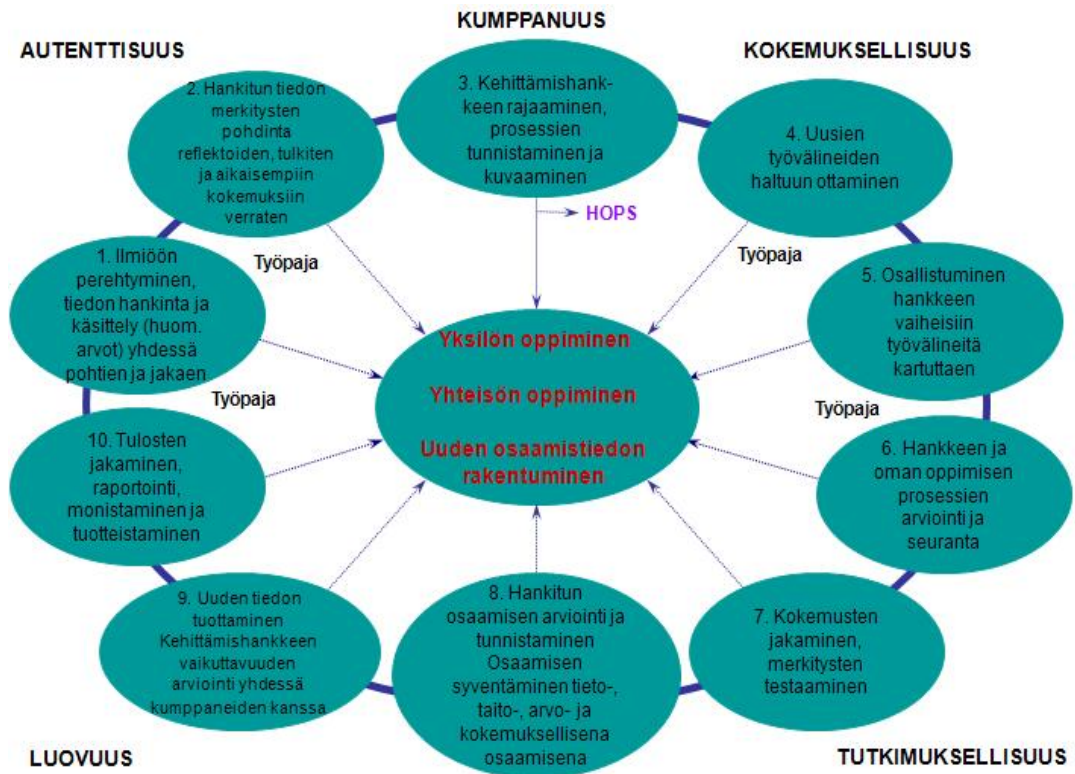 KUMPPANUUS
AUTENTTISUUS
KOKEMUKSELLISUUS
2. Hankitun tiedon
merkitysten
pohdinta
reflektoiden, tulkiten
ja aikaisempiin
kokemuksiin
verraten
3. Kehittämishank-
keen rajaaminen,
prosessien
tunnistaminen ja
kuvaaminen
4. Uusien
työvälineiden
haltuun ottaminen
HOPS
1. Ilmiöön
perehtyminen,
tiedon hankinta ja
käsittely (huom.
arvot) yhdessä
pohtien ja jakaen
Työpaja
Työpaja
5. Osallistuminen
hankkeen
vaiheisiin
työvälineitä
kartuttaen
Yksilön oppiminen
Yhteisön oppiminen
Uuden osaamistiedon
rakentuminen
Työpaja
Työpaja
10. Tulosten
jakaminen,
raportointi,
monistaminen ja
tuotteistaminen
6. Hankkeen ja
oman oppimisen
prosessien
arviointi ja
seuranta
9. Uuden tiedon
tuottaminen
Kehittämishankkeen
vaikuttavuuden
arviointi yhdessä
kumppaneiden kanssa
8. Hankitun
osaamisen arviointi ja
tunnistaminen
Osaamisen
syventäminen tieto-,
taito-, arvo- ja
kokemuksellisena
osaamisena
7. Kokemusten
jakaminen,
merkitysten
testaaminen
LUOVUUS
TUTKIMUKSELLISUUS